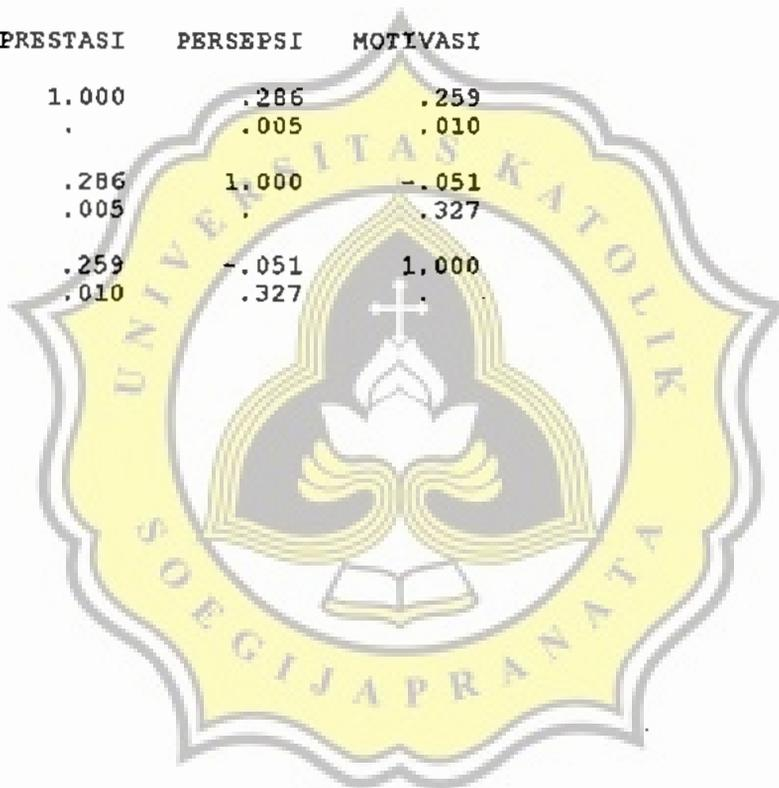 PRESTASI PERSEPSI MOTIVASI
1.000 .286 .259
. .005 .010
.286 1.000 -.051
.005 . .327
.259 -.051 1.000
.010 .327 .
UNIVERSITAS KATOLIK
SOEGIJAPRANATA